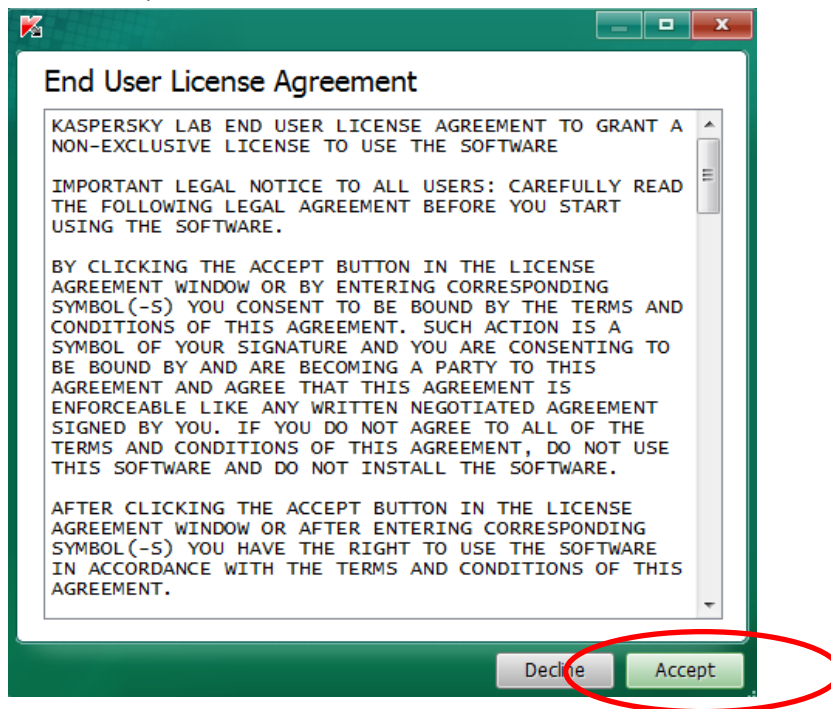 End User License Agreement
KASPERSKY LAB END USER LICENSE AGREEMENT TO GRANT A
NON-EXCLUSIVE LICENSE TO USE THE SOFTWARE
IMPORTANT LEGAL NOTICE TO ALL USERS: CAREFULLY READ
THE FOLLOWING LEGAL AGREEMENT BEFORE YOU START
USING THE SOFTWARE.
BY CLICKING THE ACCEPT BUTTON IN THE LICENSE
AGREEMENT WINDOW OR BY ENTERING CORRESPONDING
SYMBOL(-S) YOU CONSENT TO BE BOUND BY THE TERMS AND
CONDITIONS OF THIS AGREEMENT. SUCH ACTION IS A
SYMBOL OF YOUR SIGNATURE AND YOU ARE CONSENTING TO
BE BOUND BY AND ARE BECOMING A PARTY TO THIS
AGREEMENT AND AGREE THAT THIS AGREEMENT IS
ENFORCEABLE LIKE ANY WRITTEN NEGOTIATED AGREEMENT
SIGNED BY YOU. IF YOU DO NOT AGREE TO ALL OF THE
TERMS AND CONDITIONS OF THIS AGREEMENT, DO NOT USE
THIS SOFTWARE AND DO NOT INSTALL THE SOFTWARE.
AFTER CLICKING THE ACCEPT BUTTON IN THE LICENSE
AGREEMENT WINDOW OR AFTER ENTERING CORRESPONDING
SYMBOL(-S) YOU HAVE THE RIGHT TO USE THE SOFTWARE
IN ACCORDANCE WITH THE TERMS AND CONDITIONS OF THIS
AGREEMENT.
Decline Accept